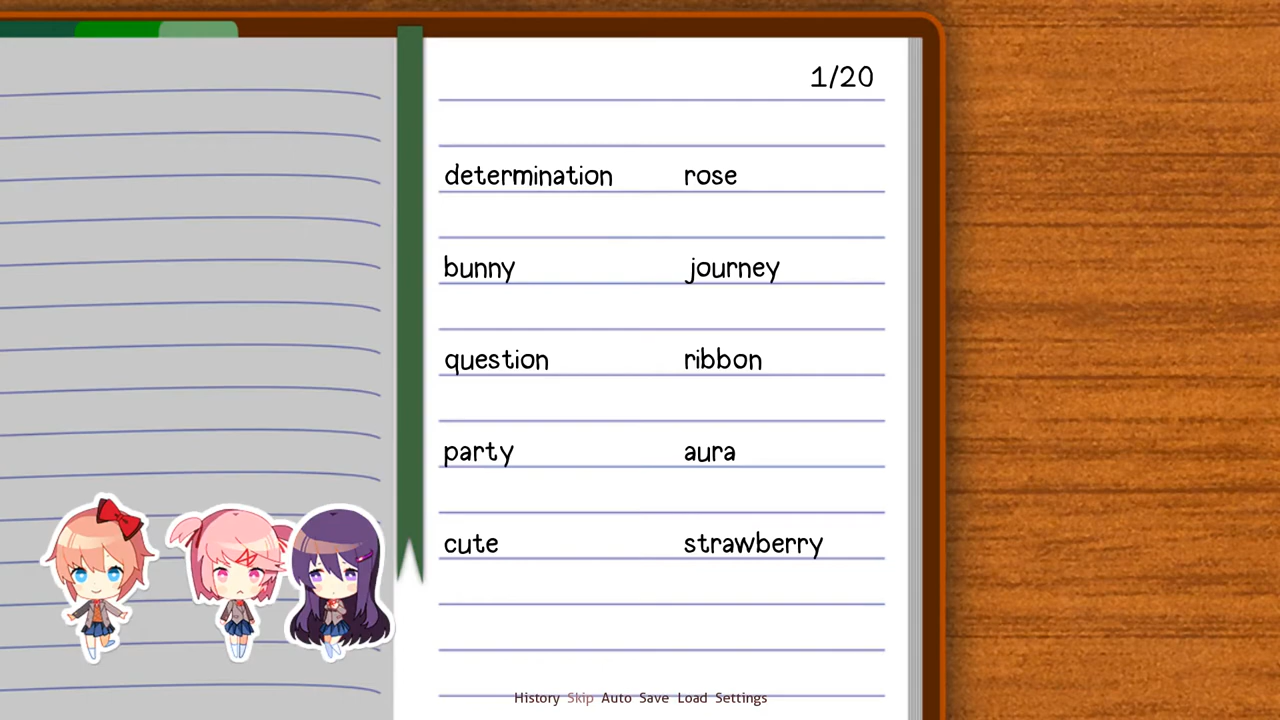 1/20
determination rose
bunny journey
question ribbon
party aura
cute strawberry
History Skip Auto Save Load Settings